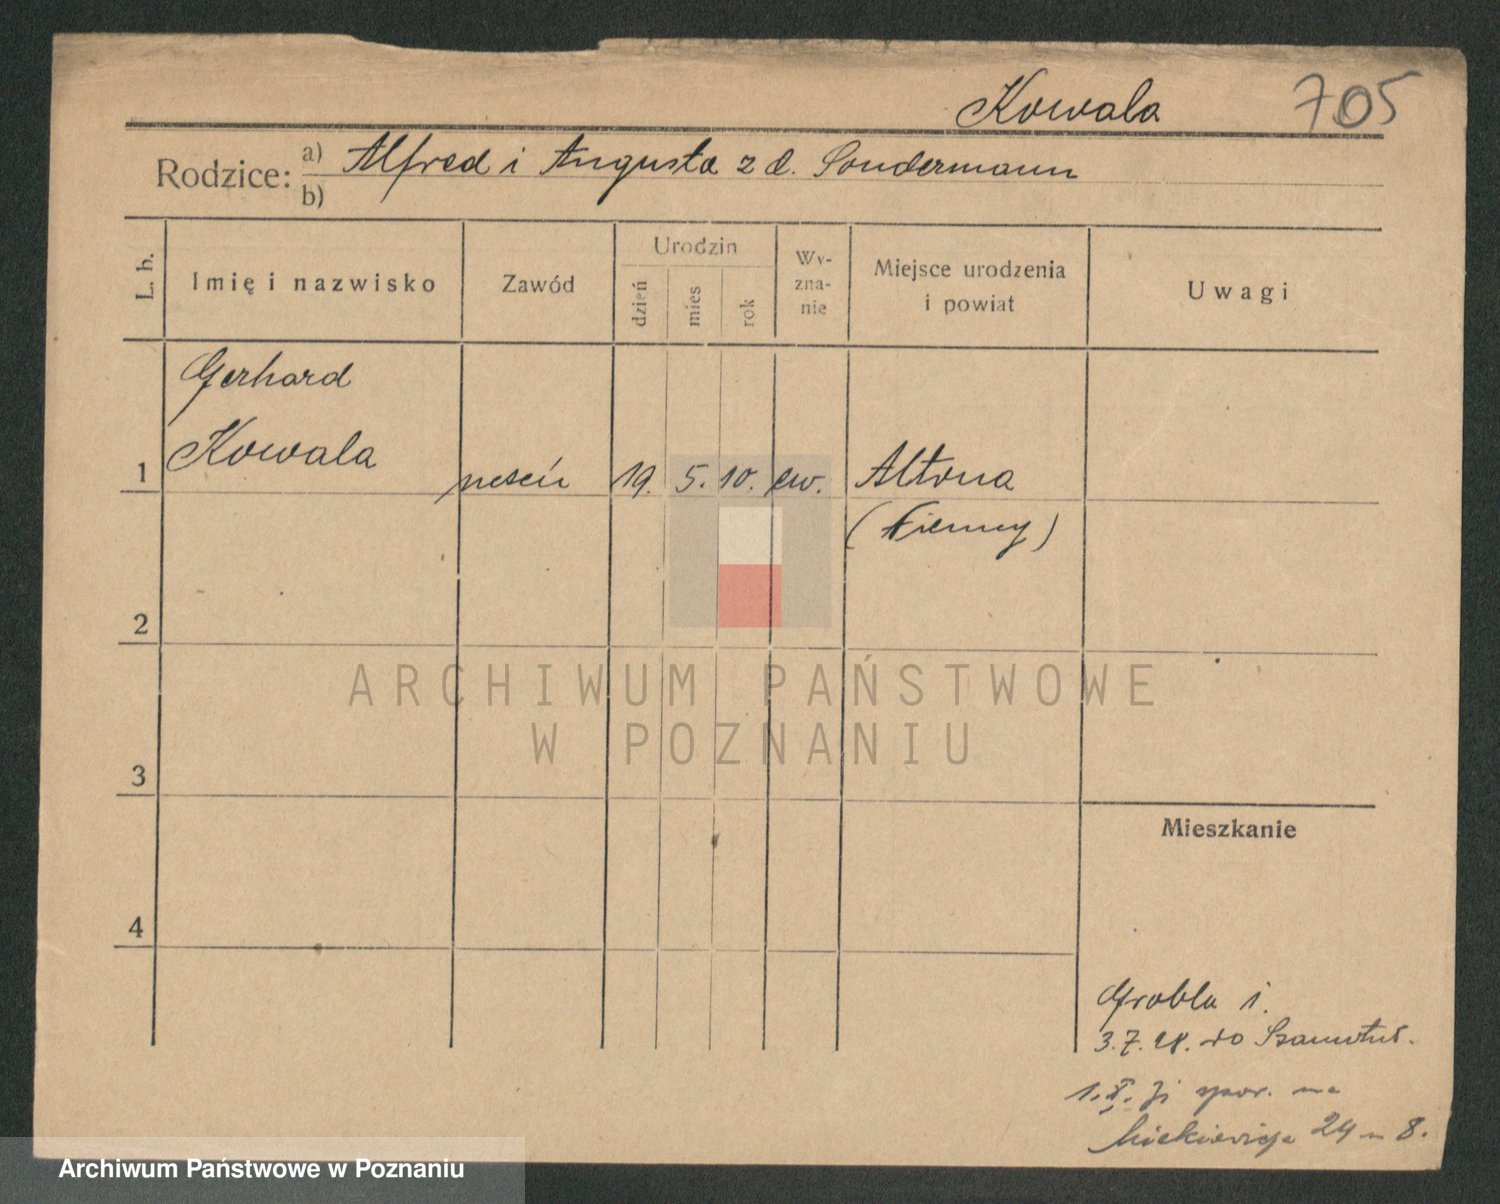 Kowala 705
Rodzice: a) Alfred i Augusta z d. Sondermann
b)
L. b. Imię i nazwisko Zawód Urodzin dzień mies rok Wy-zna-nie Miejsce urodzenia i powiat Uwagi
Gerhard
1 Kowala 19. 5. 10. ew. Altona
(Niemcy)
2
3
4
Mieszkanie
Grobla 1.
3.7.28. do Szamotuł.
Mickiewicza 24 m 8.
ARCHIWUM PAŃSTWOWE
W POZNANIU
Archiwum Państwowe w Poznaniu